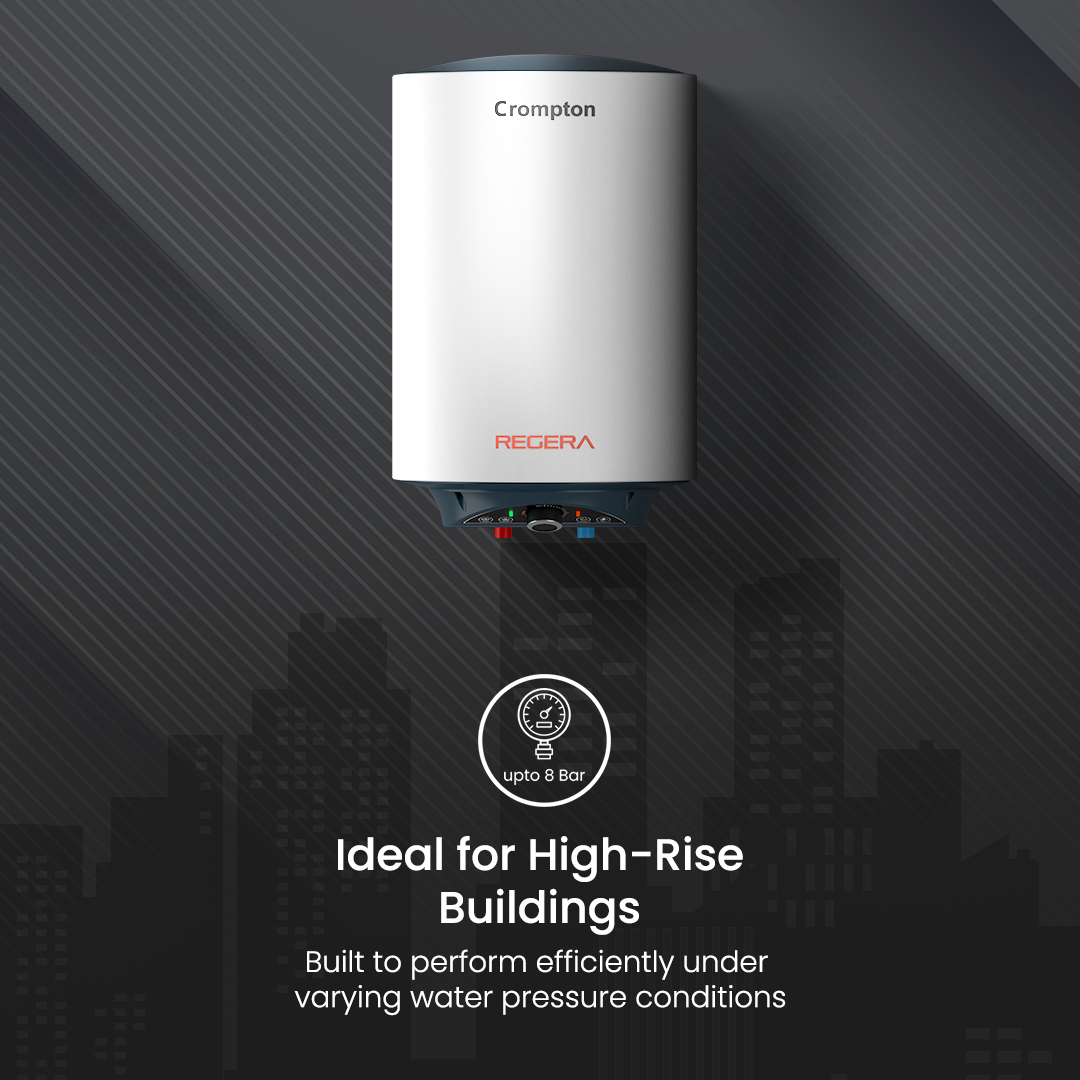 Crompton
REGERA
upto 8 Bar
Ideal for High-Rise
Buildings
Built to perform efficiently under
varying water pressure conditions